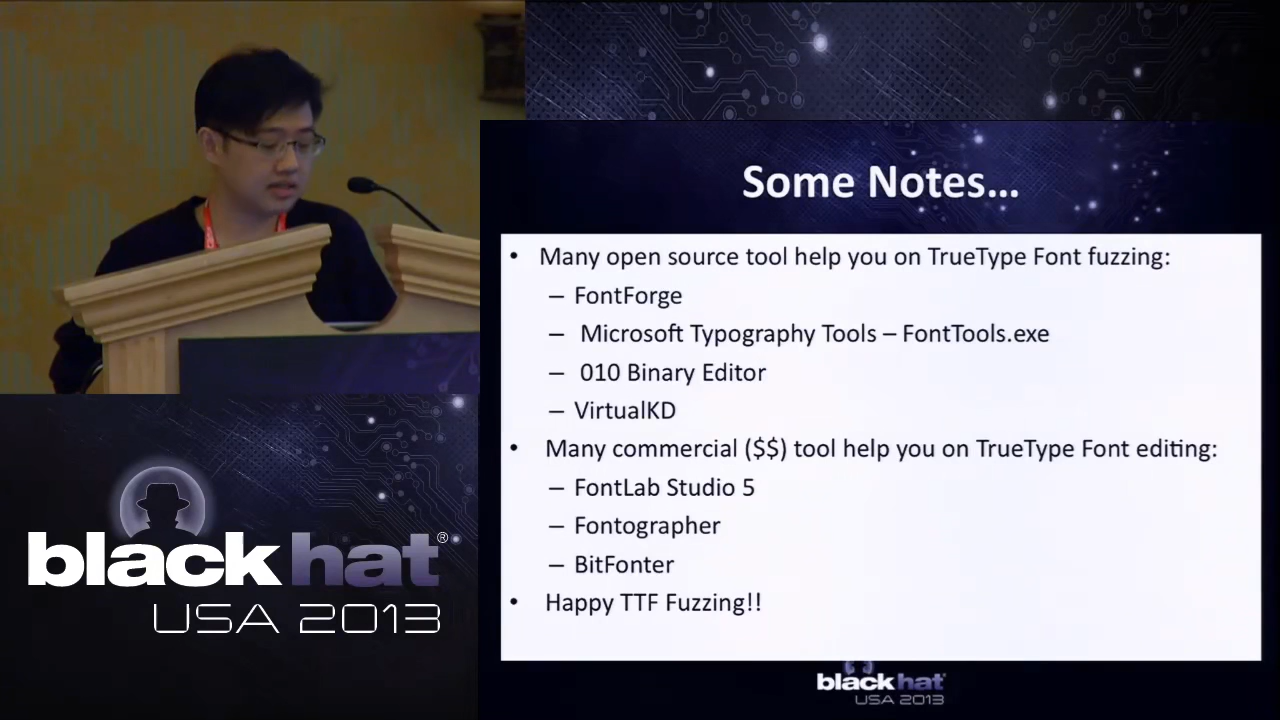 Some Notes...
• Many open source tool help you on TrueType Font fuzzing:
– FontForge
– Microsoft Typography Tools – FontTools.exe
– 010 Binary Editor
– VirtualKD
• Many commercial ($$) tool help you on TrueType Font editing:
– FontLab Studio 5
– Fontographer
– BitFonter
• Happy TTF Fuzzing!!
black hat®
USA 2013
black hat
USA 2013